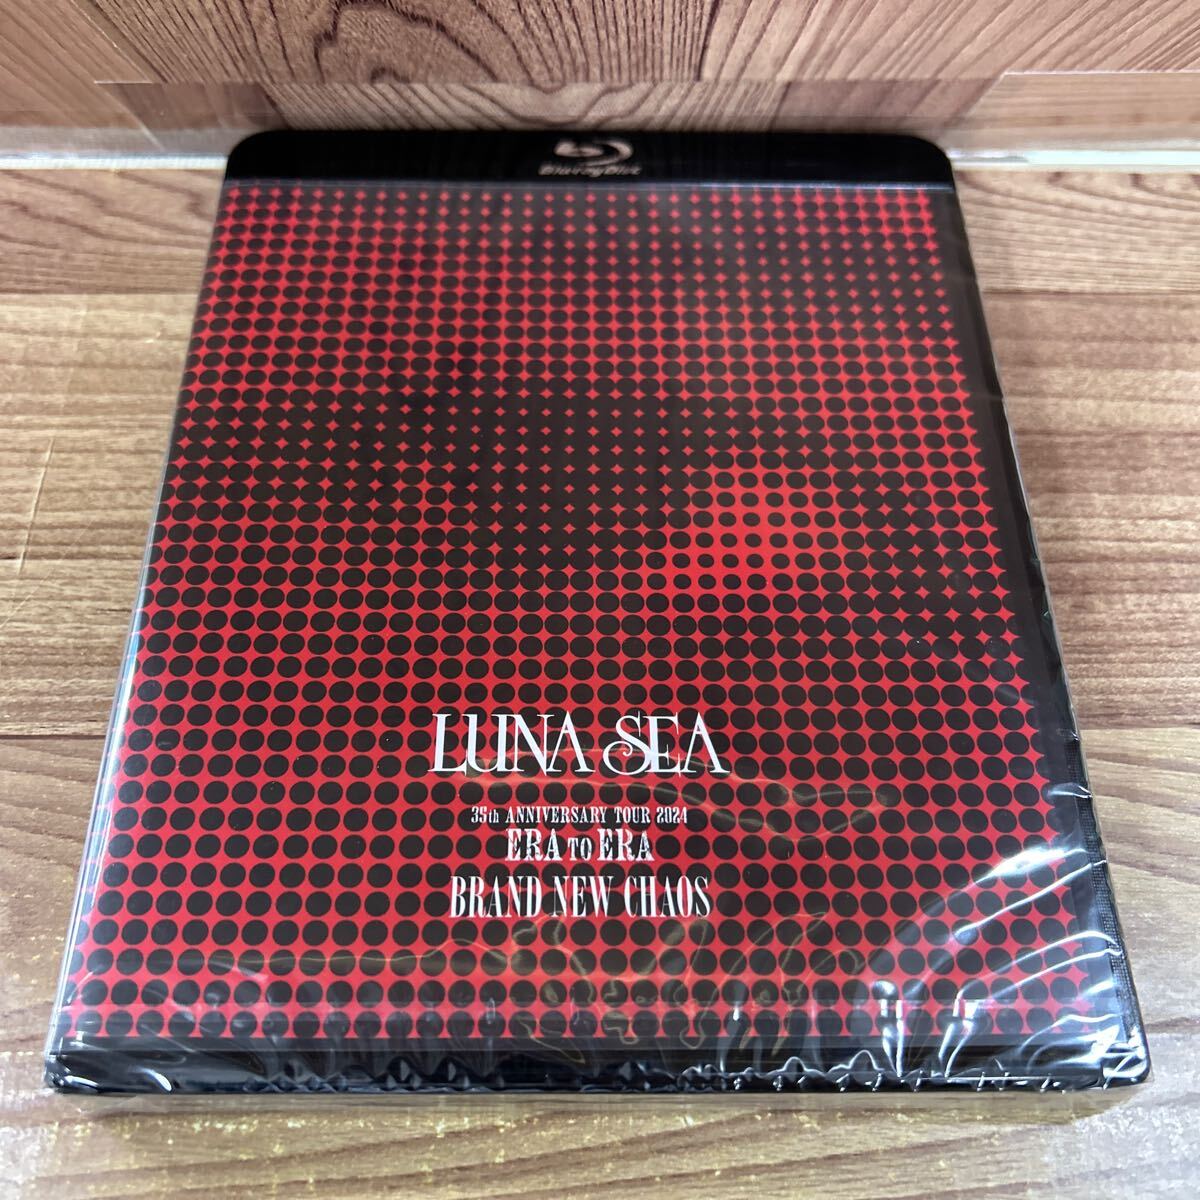 Blu-ray Disc
LUNA SEA
35th ANNIVERSARY TOUR 2024
ERA TO ERA
BRAND NEW CHAOS